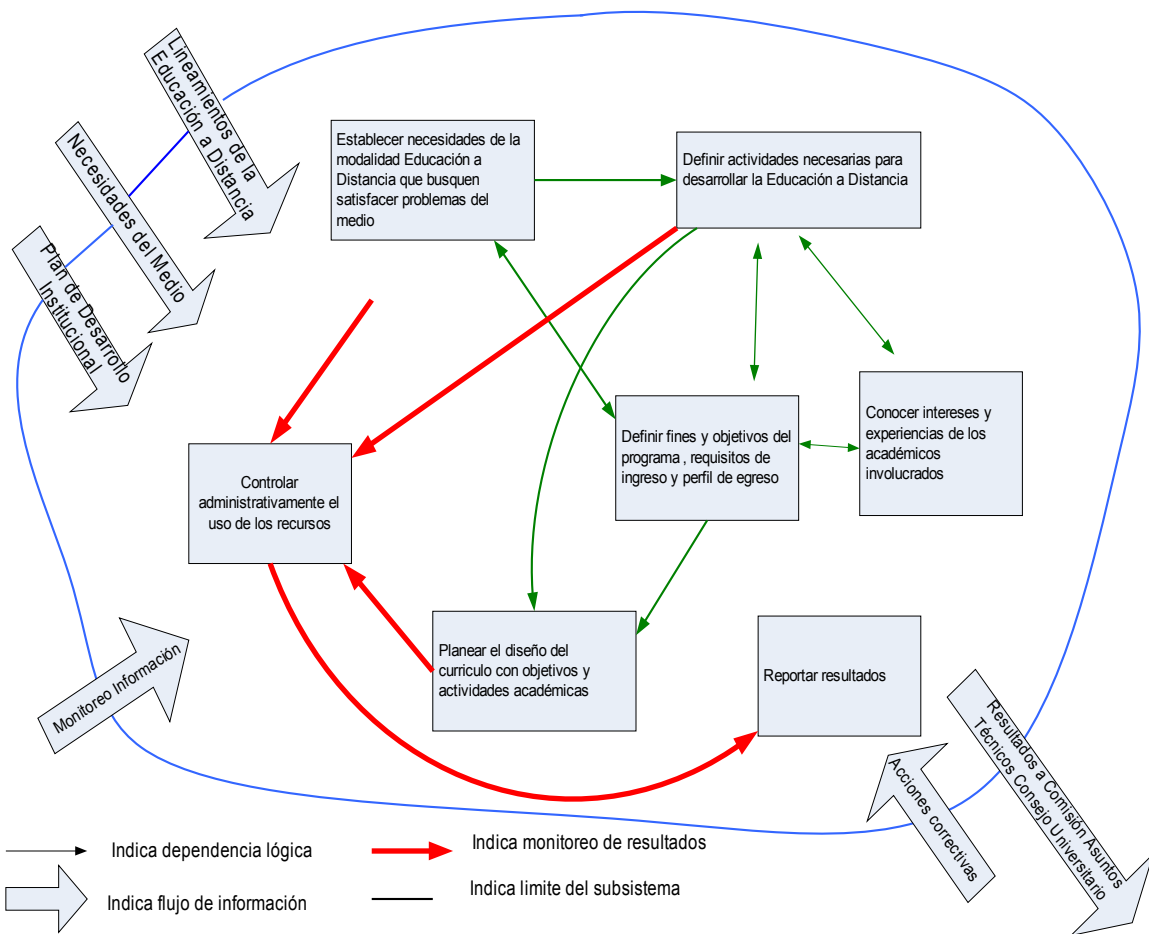 Lineamientos de la
Educación a
Distancia
Necesidades del Medio
Plan de Desarrollo
Institucional
Establecer necesidades de la
modalidad Educación a
Distancia que busquen
satisfacer problemas del
medio
Definir actividades necesarias para
desarrollar la Educación a Distancia
Definir fines y objetivos del
programa , requisitos de
ingreso y perfil de egreso
Conocer intereses y
experiencias de los
académicos
involucrados
Controlar
administrativamente el
uso de los recursos
Planear el diseño del
curriculo con objetivos y
actividades académicas
Reportar resultados
Monitoreo Información
Acciones correctivas
Resultados a Comisión Asuntos
Técnicos Consejo Universitario
Indica dependencia lógica
Indica monitoreo de resultados
Indica flujo de información
Indica limite del subsistema